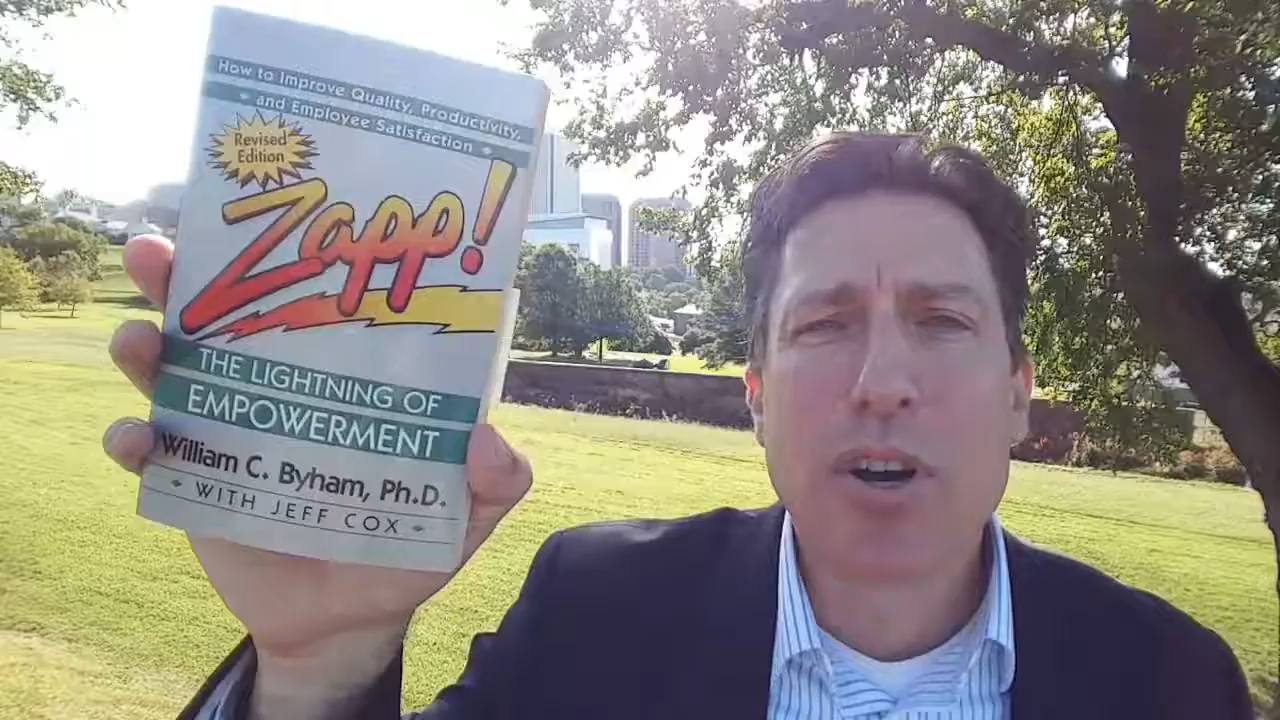 How to Improve Quality, Productivity,
and Employee Satisfaction
Revised
Edition
Zapp!
THE LIGHTNING OF
EMPOWERMENT
William C. Byham, Ph.D.
WITH JEFF COX